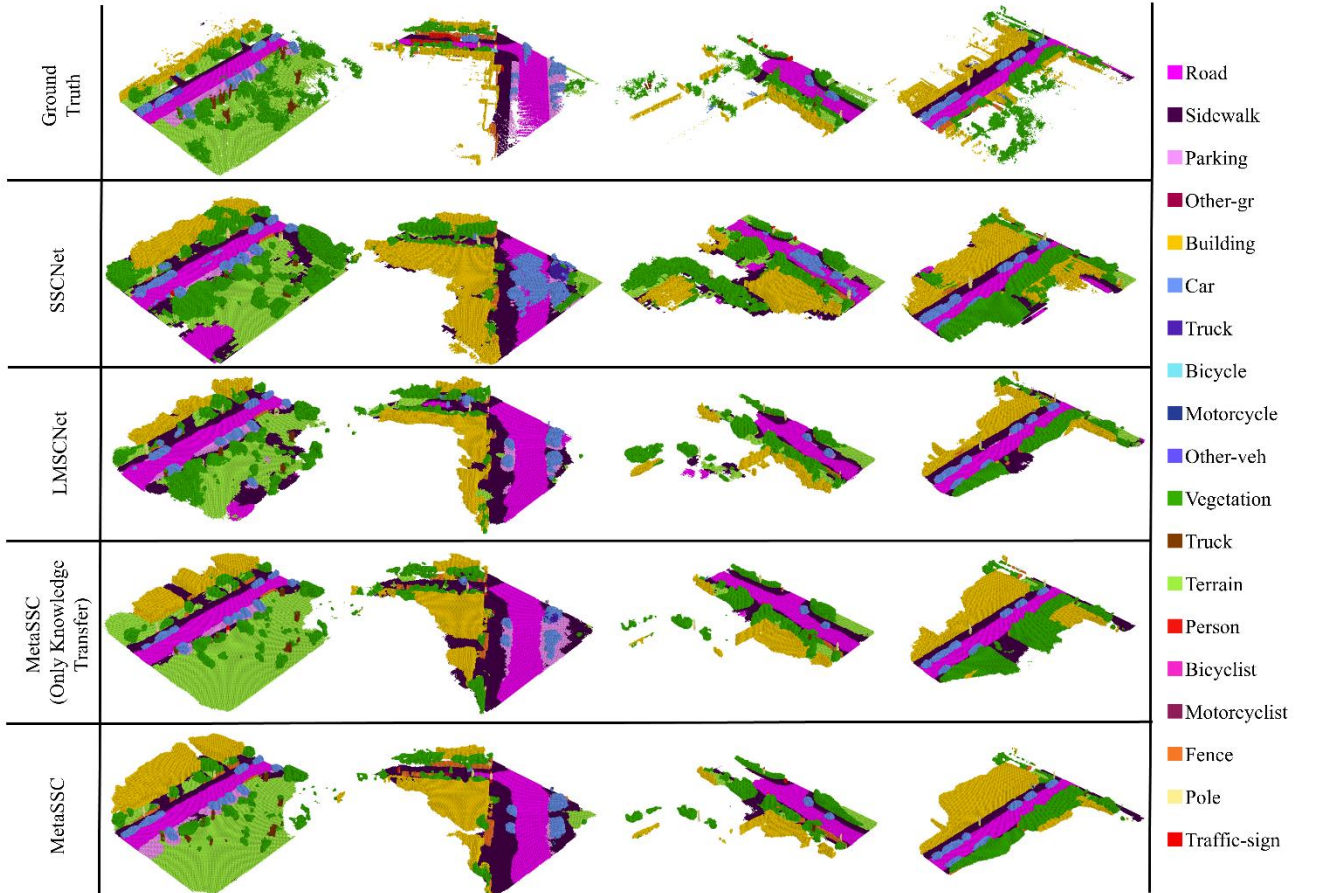 Ground
Truth
SSCNet
LMSCNet
MetaSSC
(Only Knowledge
Transfer)
MetaSSC
Road
Sidewalk
Parking
Other-gr
Building
Car
Truck
Bicycle
Motorcycle
Other-veh
Vegetation
Truck
Terrain
Person
Bicyclist
Motorcyclist
Fence
Pole
Traffic-sign